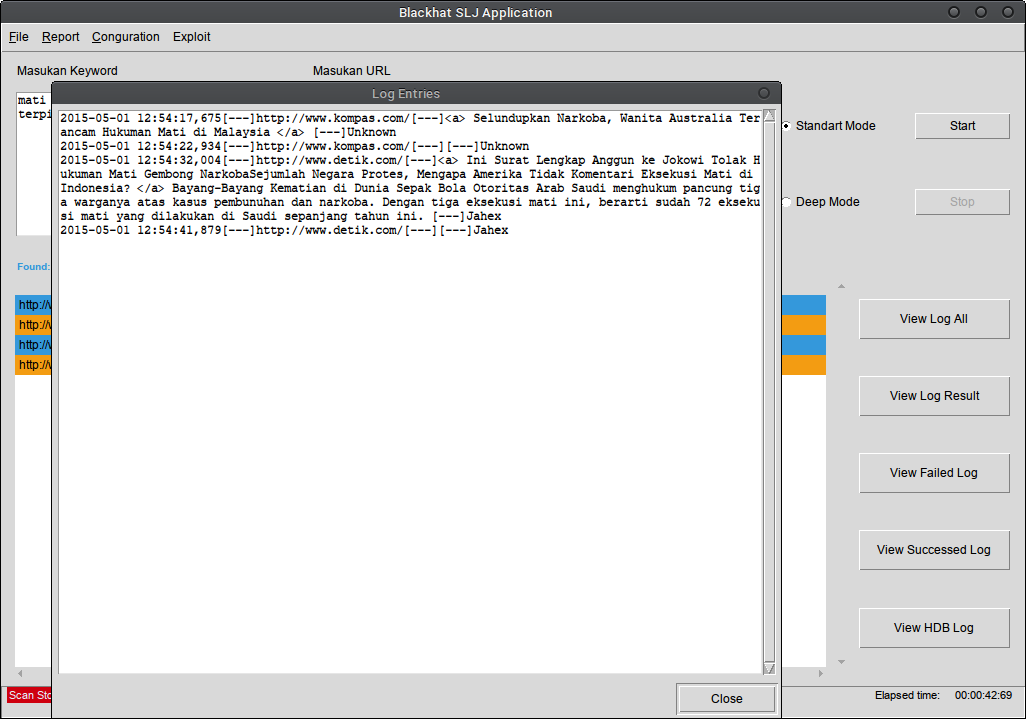 Blackhat SLJ Application
File Report Conguration Exploit
Masukan Keyword Masukan URL
mati
terpi
Log Entries
2015-05-01 12:54:17,675[---]http://www.kompas.com/[---]<a> Selundupkan Narkoba, Wanita Australia Ter
ancam Hukuman Mati di Malaysia </a> [---]Unknown
2015-05-01 12:54:22,934[---]http://www.kompas.com/[---][---]Unknown
2015-05-01 12:54:32,004[---]http://www.detik.com/[---]<a> Ini Surat Lengkap Anggun ke Jokowi Tolak H
ukuman Mati Gembong NarkobaSejumlah Negara Protes, Mengapa Amerika Tidak Komentari Eksekusi Mati di
Indonesia? </a> Bayang-Bayang Kematian di Dunia Sepak Bola Otoritas Arab Saudi menghukum pancung tig
a warganya atas kasus pembunuhan dan narkoba. Dengan tiga eksekusi mati ini, berarti sudah 72 ekseku
si mati yang dilakukan di Saudi sepanjang tahun ini. [---]Jahex
2015-05-01 12:54:41,879[---]http://www.detik.com/[---][---]Jahex
Standart Mode Start
Deep Mode Stop
Found:
http://
http://
http://
http://
View Log All
View Log Result
View Failed Log
View Successed Log
View HDB Log
Close
Scan Sto
Elapsed time: 00:00:42:69